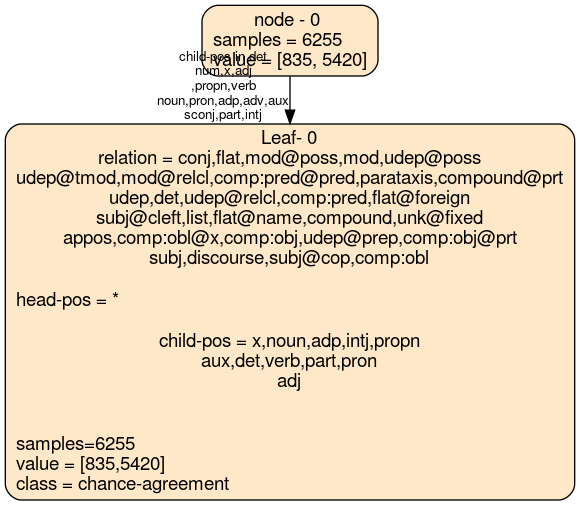 node - 0
samples = 6255
value = [835, 5420]
child-pos in det
num,x,adj
,propn,verb
noun,pron,adp,adv,aux
sconj,part,intj
Leaf- 0
relation = conj,flat,mod@poss,mod,udep@poss
udep@tmod,mod@relcl,comp:pred@pred,parataxis,compound@prt
udep,det,udep@relcl,comp:pred,flat@foreign
subj@cleft,list,flat@name,compound,unk@fixed
appos,comp:obl@x,comp:obj,udep@prep,comp:obj@prt
subj,discourse,subj@cop,comp:obl
head-pos = *
child-pos = x,noun,adp,intj,propn
aux,det,verb,part,pron
adj
samples=6255
value = [835,5420]
class = chance-agreement